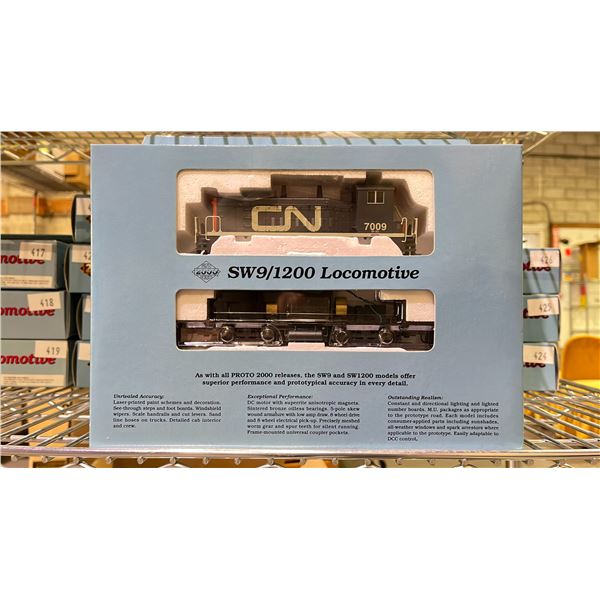 CN
7009
2000
SW9/1200 Locomotive
417
418
419
omotive
omotive
omotive
426
425
424
As with all PROTO 2000 releases, the SW9 and SW1200 models offer
superior performance and prototypical accuracy in every detail.
Unrivaled Accuracy:
Laser-printed paint schemes and decoration.
See-through steps and foot boards. Windshield
wipers. Scale handrails and cut levers. Sand
line hoses on trucks. Detailed cab interior
and crew.
Exceptional Performance:
DC motor with superrite anisotropic magnets.
Sintered bronze oilless bearings. 5-pole skew
wound armature with low amp draw. 8 wheel drive
and 8 wheel electrical pick-up. Precisely meshed
worm gear and spur teeth for silent running.
Frame-mounted universal coupler pockets.
Outstanding Realism:
Constant and directional lighting and lighted
number boards. M.U. packages as appropriate
to the prototype road. Each model includes
consumer-applied parts including sunshades,
all-weather windows and spark arrestors where
applicable to the prototype. Easily adaptable to
DCC control.